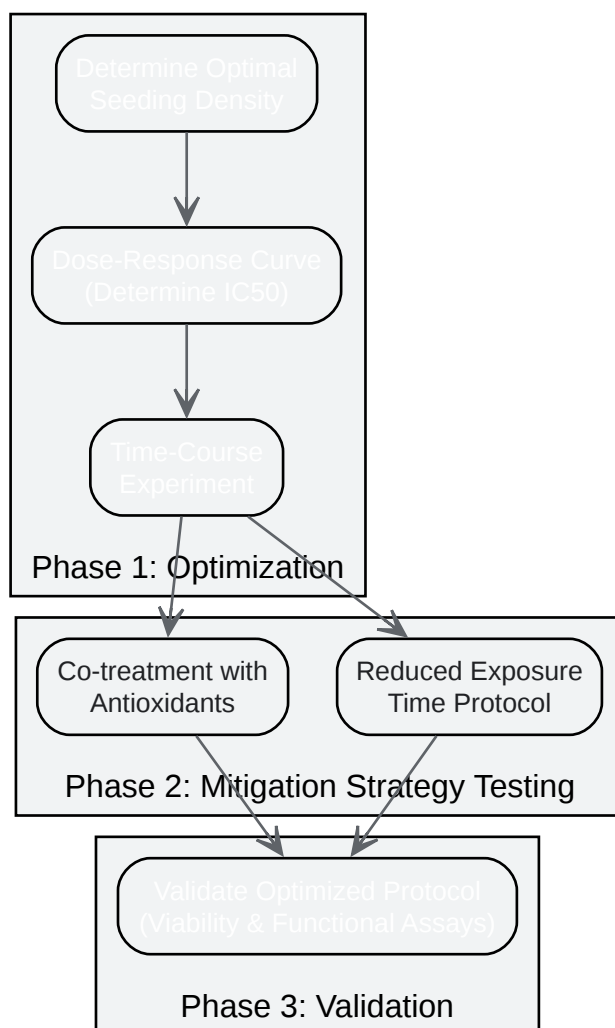 Determine Optimal
Seeding Density
Dose-Response Curve
(Determine IC50)
Time-Course
Experiment
Phase 1: Optimization
Co-treatment with
Antioxidants
Reduced Exposure
Time Protocol
Phase 2: Mitigation Strategy Testing
Validate Optimized Protocol
(Viability & Functional Assays)
Phase 3: Validation